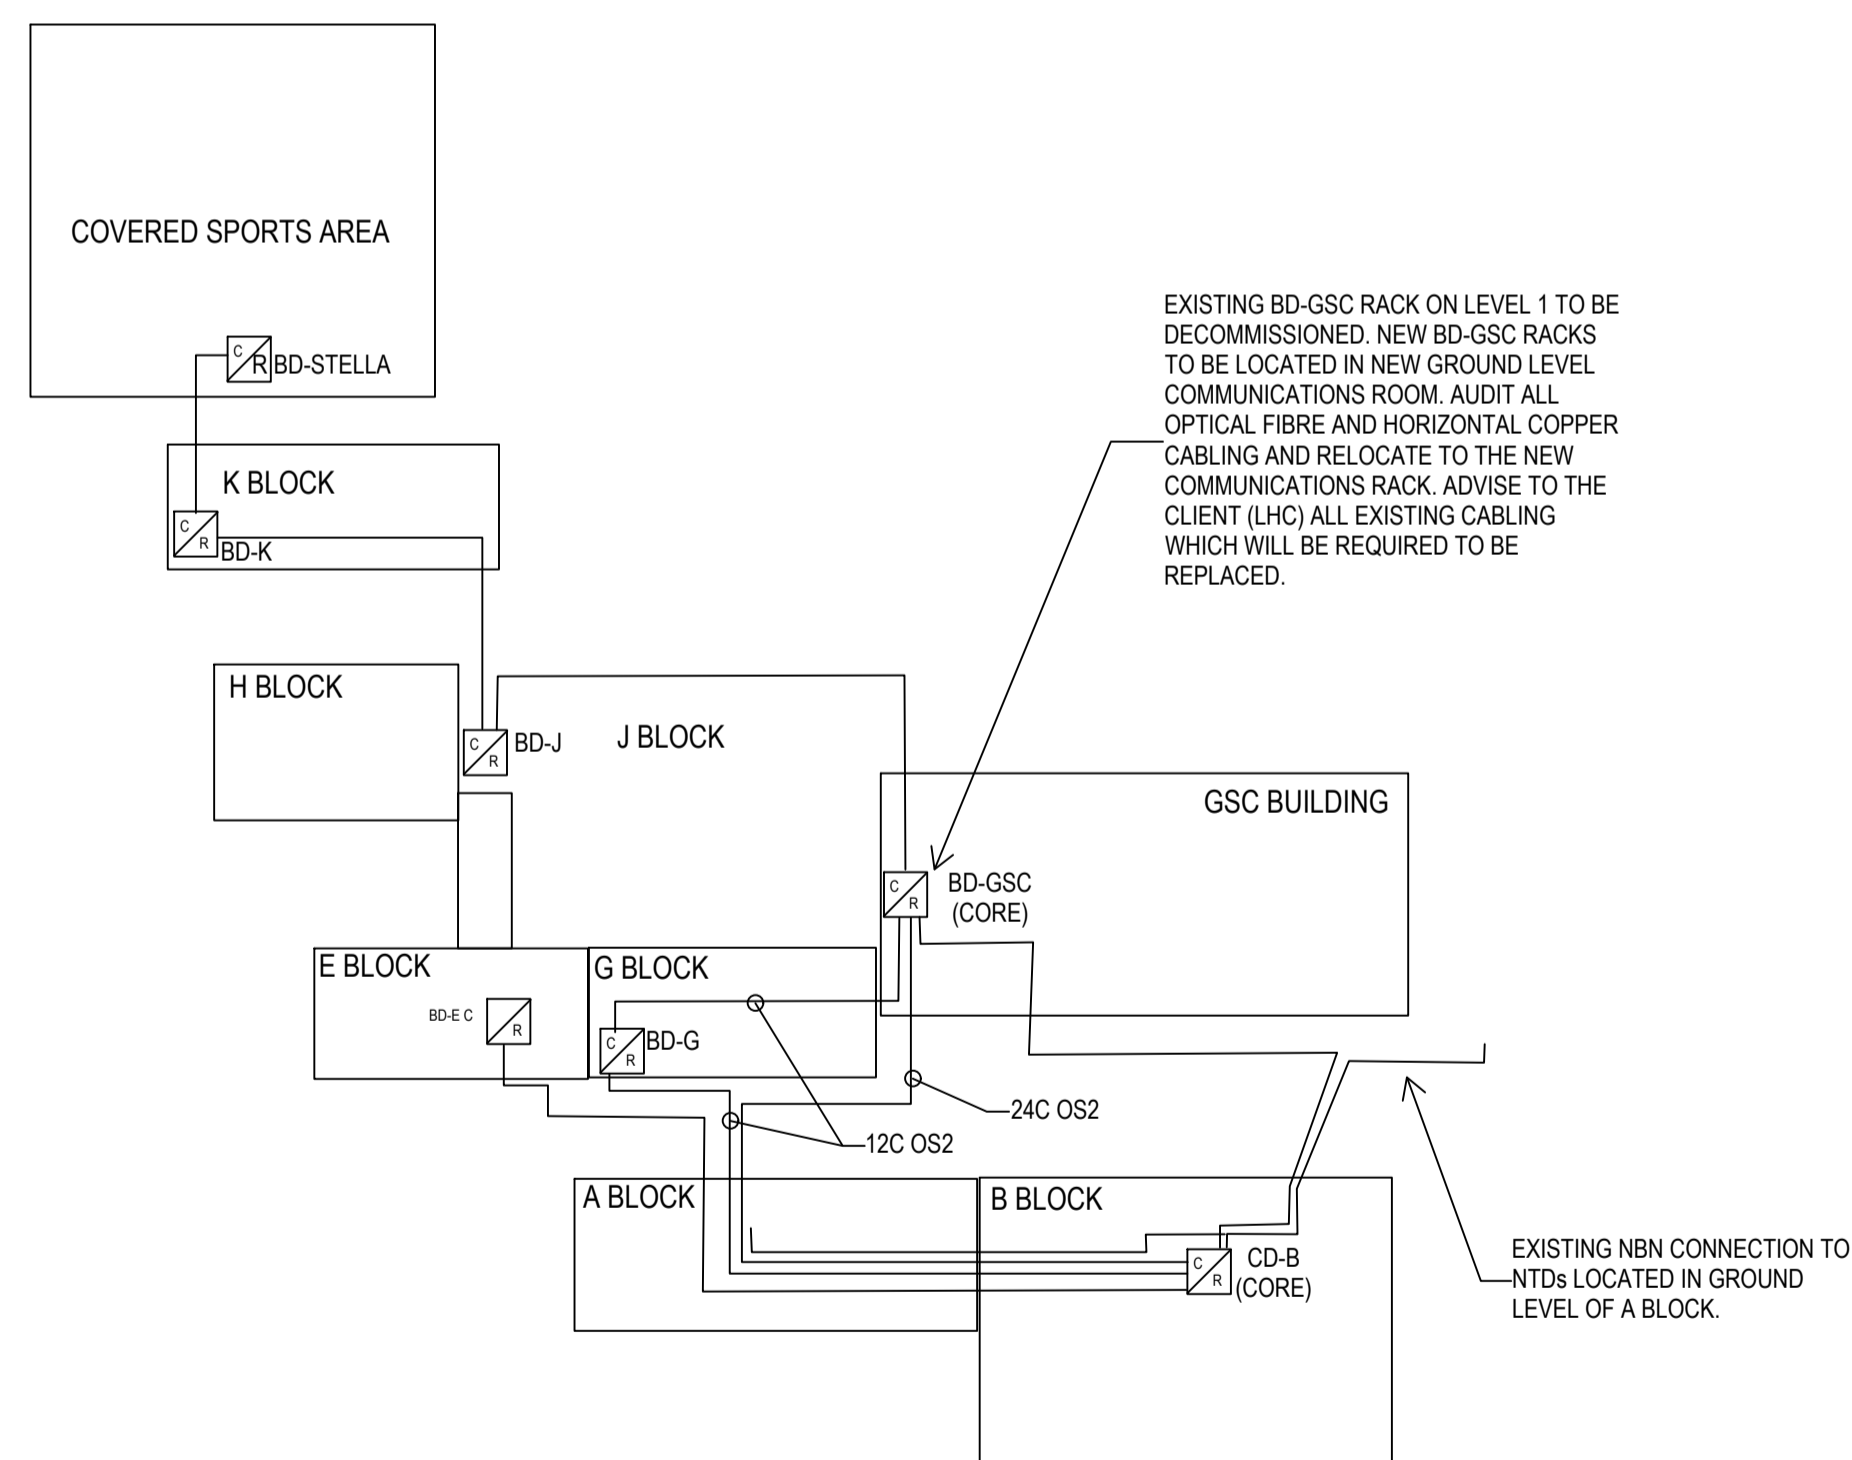 COVERED SPORTS AREA
C
R
BD-STELLA
K BLOCK
C
R
BD-K
EXISTING BD-GSC RACK ON LEVEL 1 TO BE
DECOMMISSIONED. NEW BD-GSC RACKS
TO BE LOCATED IN NEW GROUND LEVEL
COMMUNICATIONS ROOM. AUDIT ALL
OPTICAL FIBRE AND HORIZONTAL COPPER
CABLING AND RELOCATE TO THE NEW
COMMUNICATIONS RACK. ADVISE TO THE
CLIENT (LHC) ALL EXISTING CABLING
WHICH WILL BE REQUIRED TO BE
REPLACED.
H BLOCK
C
R
BD-J
J BLOCK
GSC BUILDING
C
R
BD-GSC
(CORE)
E BLOCK
BD-E C
R
G BLOCK
C
R
BD-G
24C OS2
12C OS2
A BLOCK
B BLOCK
C
R
CD-B
(CORE)
EXISTING NBN CONNECTION TO
NTDs LOCATED IN GROUND
LEVEL OF A BLOCK.